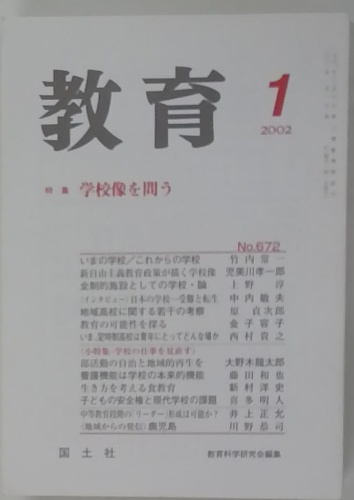 教育
1
2002
特集 学校像を問う
No.672
いまの学校／これからの学校 竹内常一
新自由主義教育政策が描く学校像 児美川孝一郎
全制的施設としての学校・論 上野淳
〈インタビュー〉日本の学校―受難と転生 中内敏夫
地域高校に関する若干の考察 原貞次郎
教育の可能性を探る 金子容子
いま、定時制高校は青年にとってどんな場か 西村貴之
〈小特集・学校の仕事を見直す〉
部活動の自治と地域的再生を 大野木龍太郎
養護機能は学校の本来的機能 藤田和也
生き方を考える食教育 新村洋史
子どもの安全権と現代学校の課題 喜多明人
中等教育段階の「リーダー」形成は可能か？ 井上正允
〈地域からの発信〉鹿児島 川野恭司
国土社
教育科学研究会編集